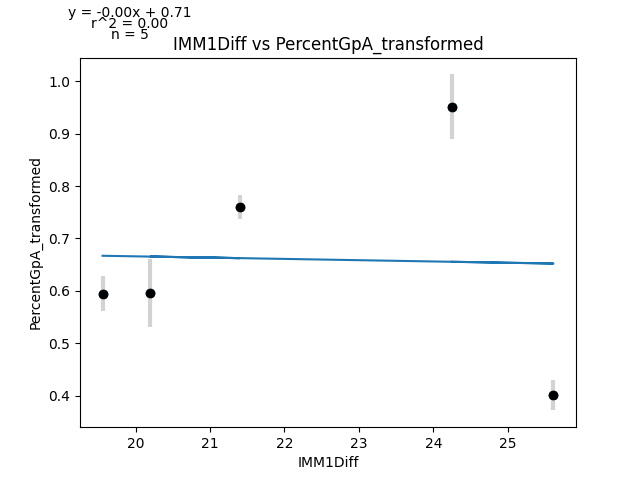 y = -0.00x + 0.71
r^2 = 0.00
n = 5
IMM1Diff vs PercentGpA_transformed
1.0
0.9
0.8
0.7
0.6
0.5
0.4
PercentGpA_transformed
20
21
22
23
24
25
IMM1Diff